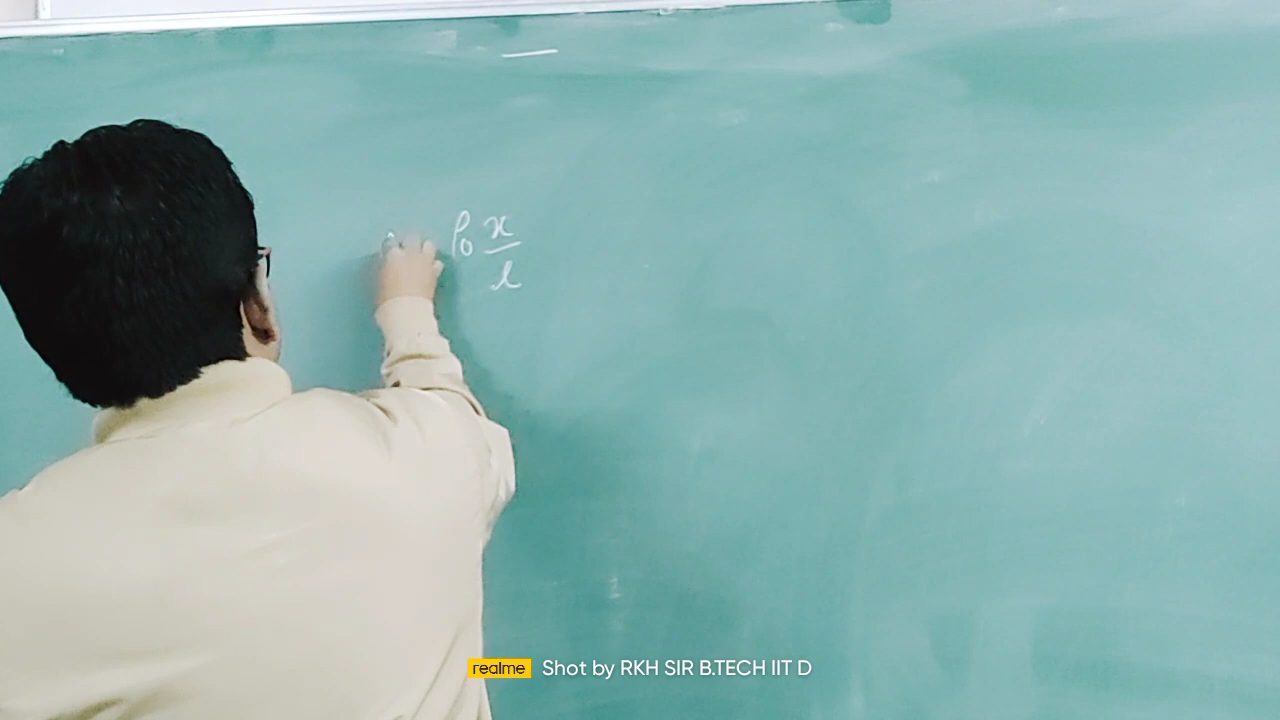 ρ₀ x/l
realme Shot by RKH SIR B.TECH IIT D